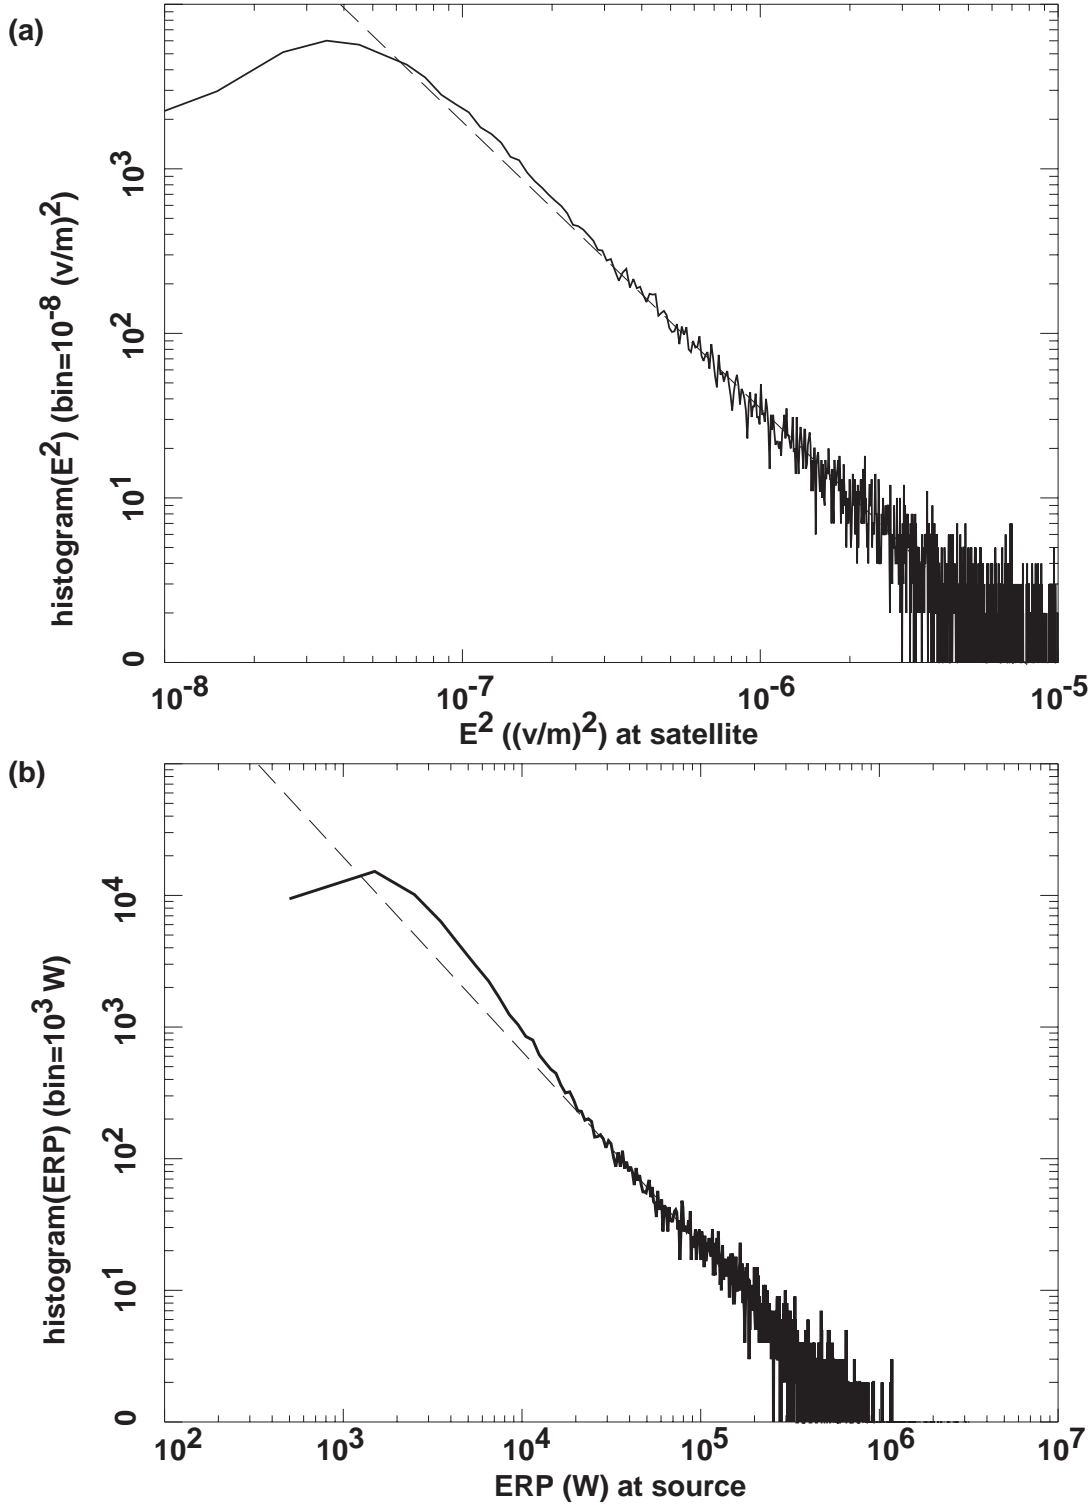 (a)
histogram(E²) (bin=10⁻⁸ (v/m)²
10³
10²
10¹
0
10⁻⁸ 10⁻⁷ 10⁻⁶ 10⁻⁵
E² ((v/m)²) at satellite
(b)
histogram(ERP) (bin=10³ W)
10⁴
10³
10²
10¹
0
10² 10³ 10⁴ 10⁵ 10⁶ 10⁷
ERP (W) at source